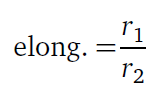 elong. = r₁/r₂